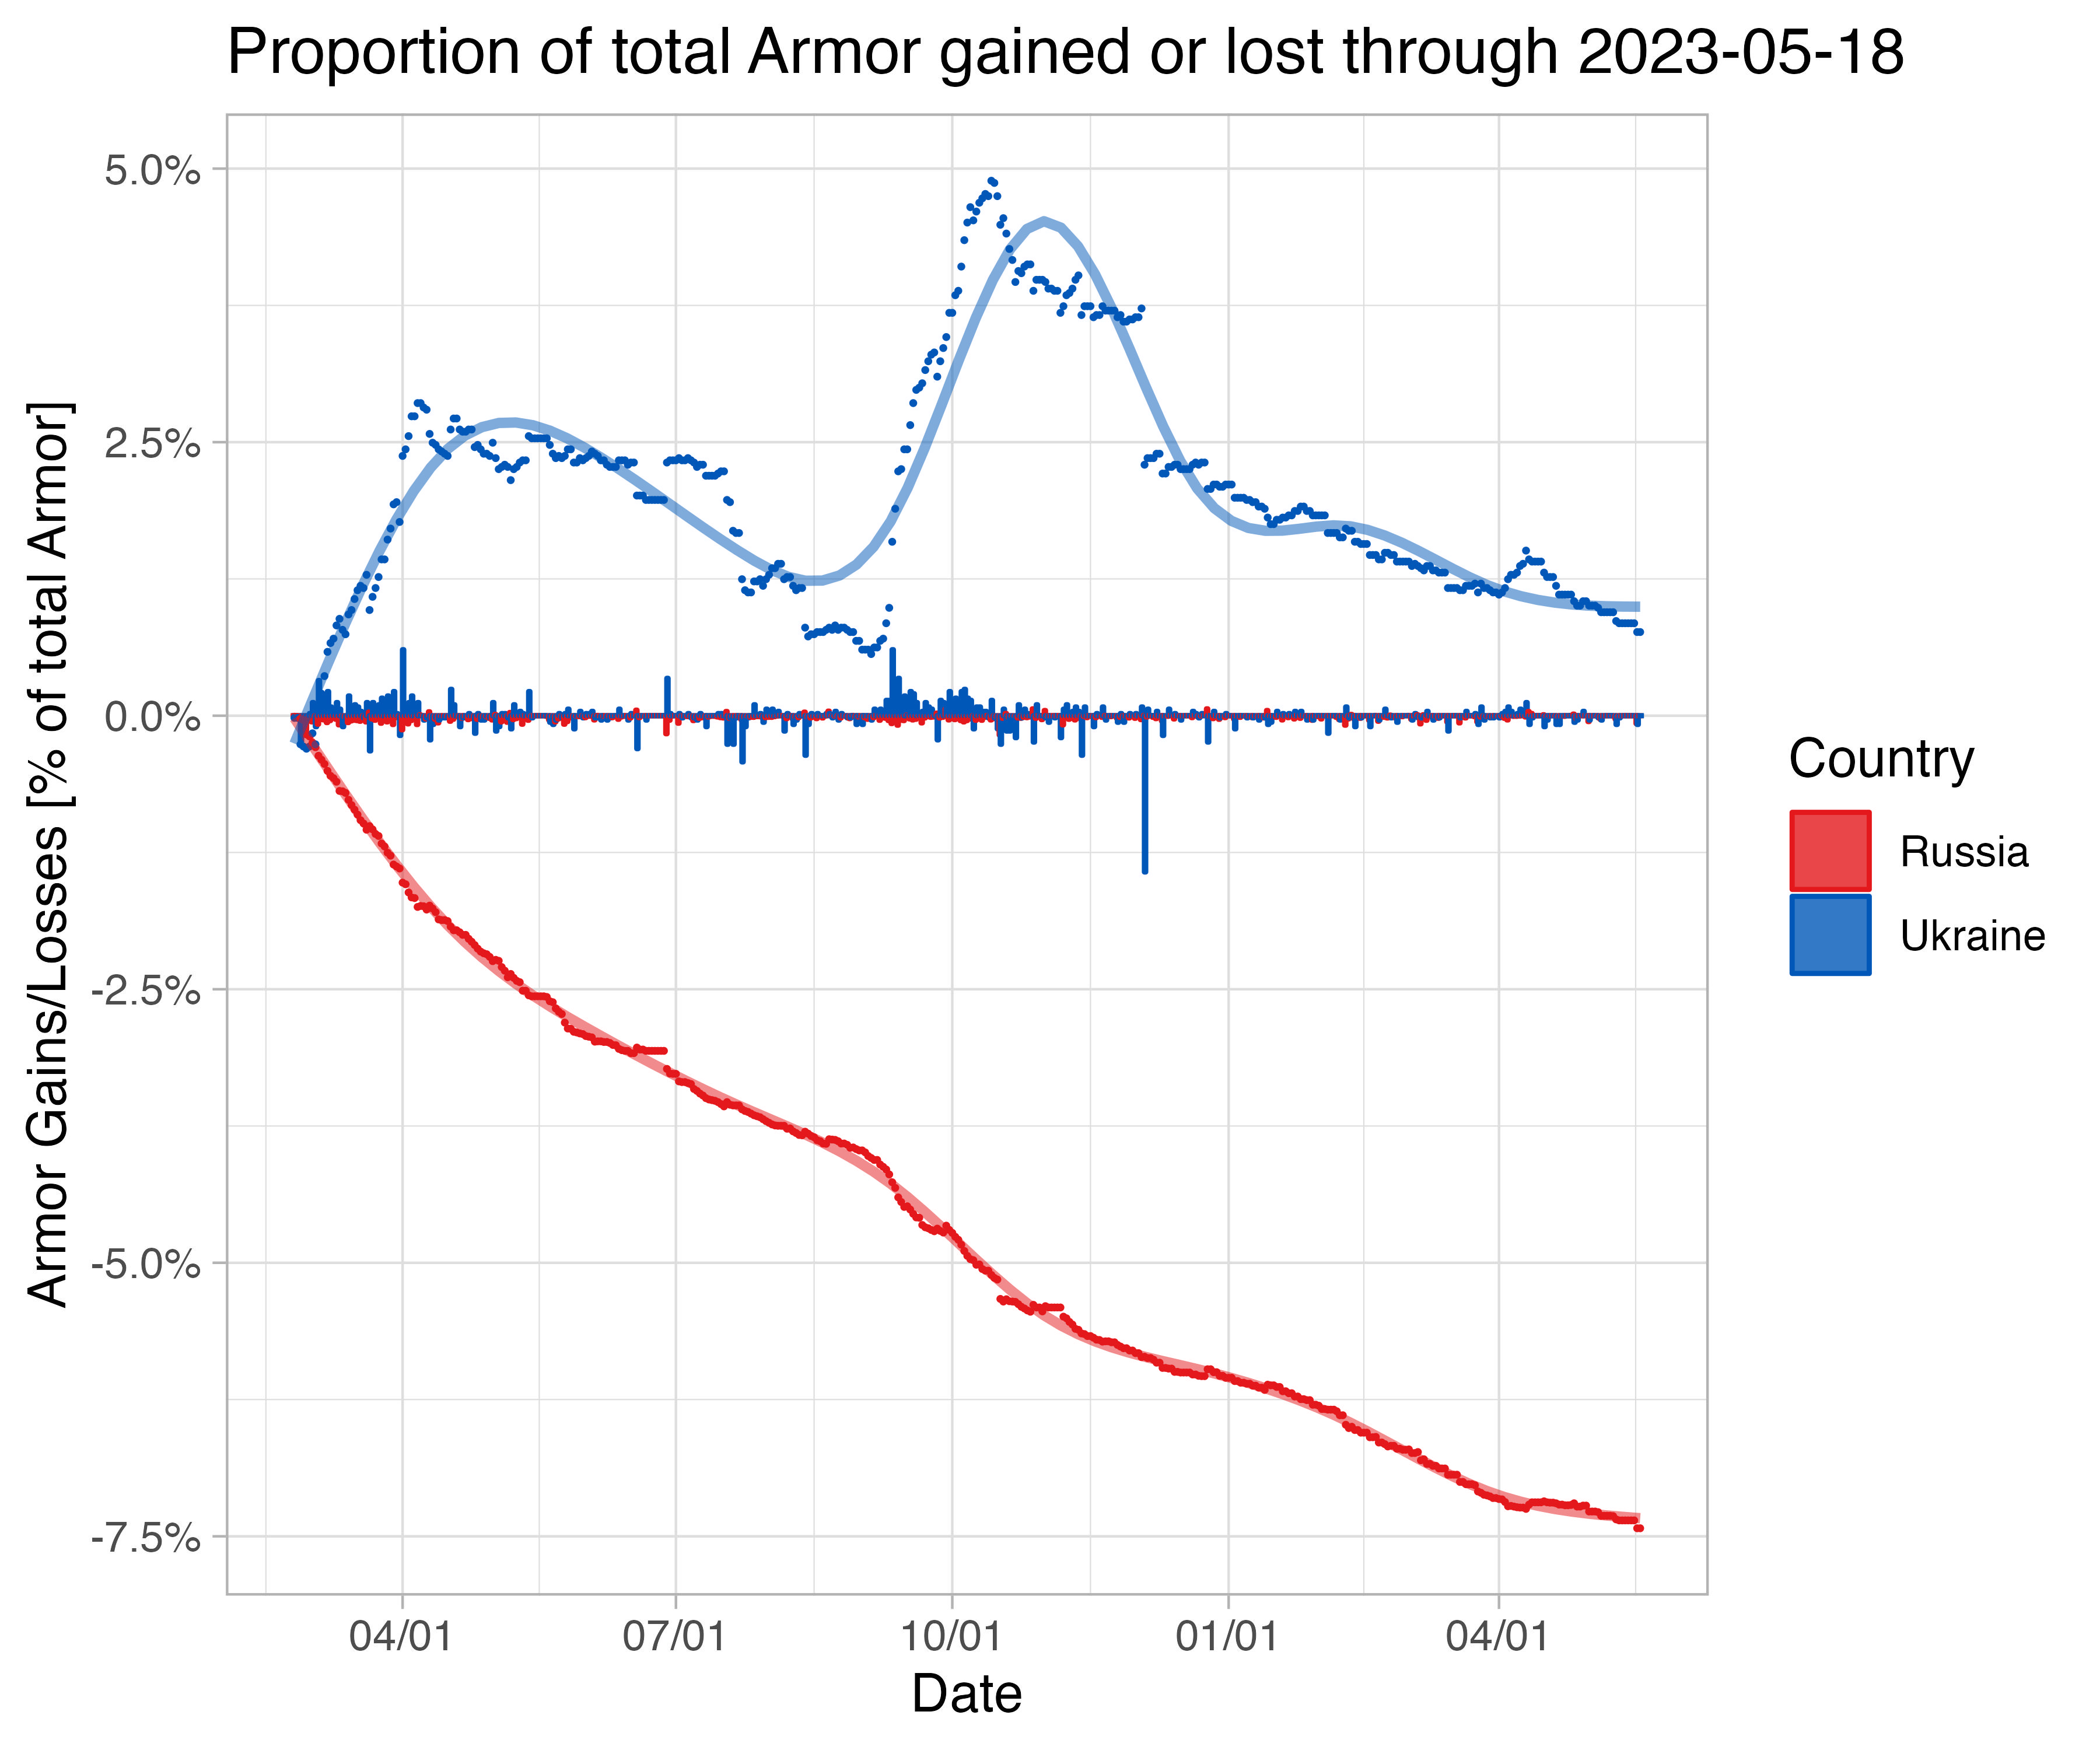 Proportion of total Armor gained or lost through 2023-05-18
Armor Gains/Losses [% of total Armor]
5.0%
2.5%
0.0%
-2.5%
-5.0%
-7.5%
04/01
07/01
10/01
01/01
04/01
Date
Country
Russia
Ukraine